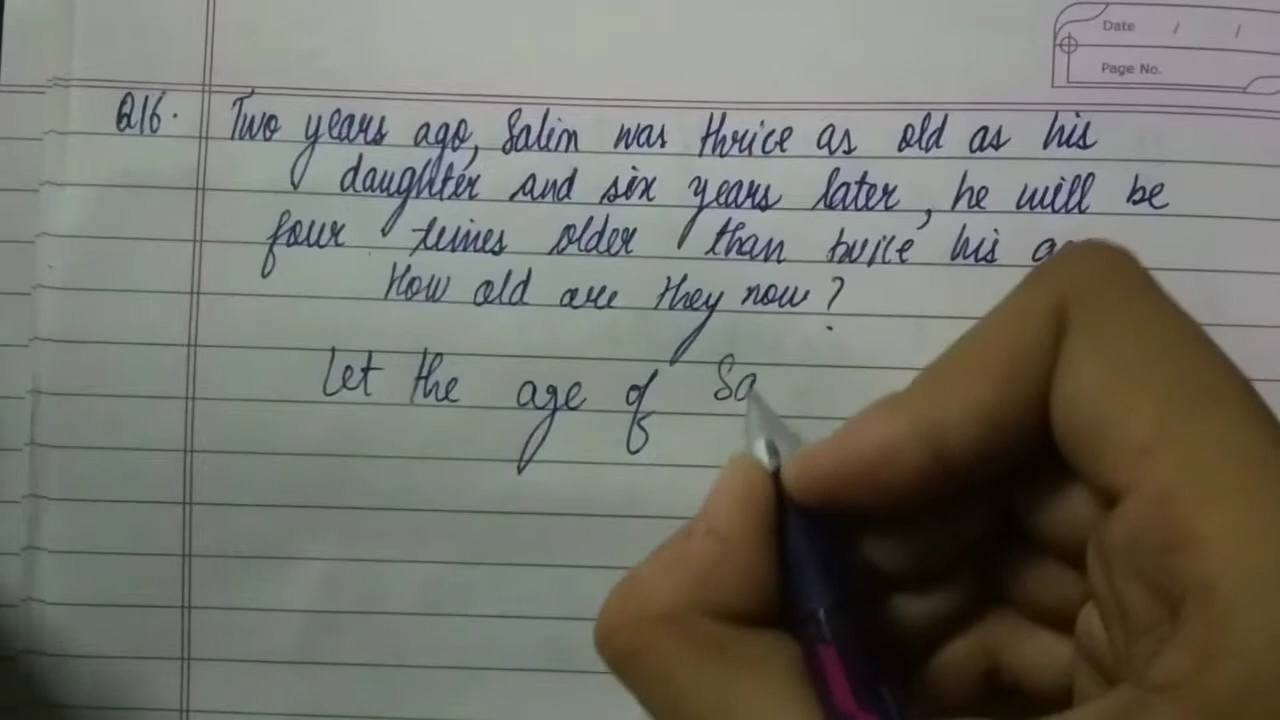 Date / /
Page No.
Q16. Two years ago, Salim was thrice as old as his
daughter and six years later, he will be
four times older than twice his
How old are they now?
Let the age of Sa